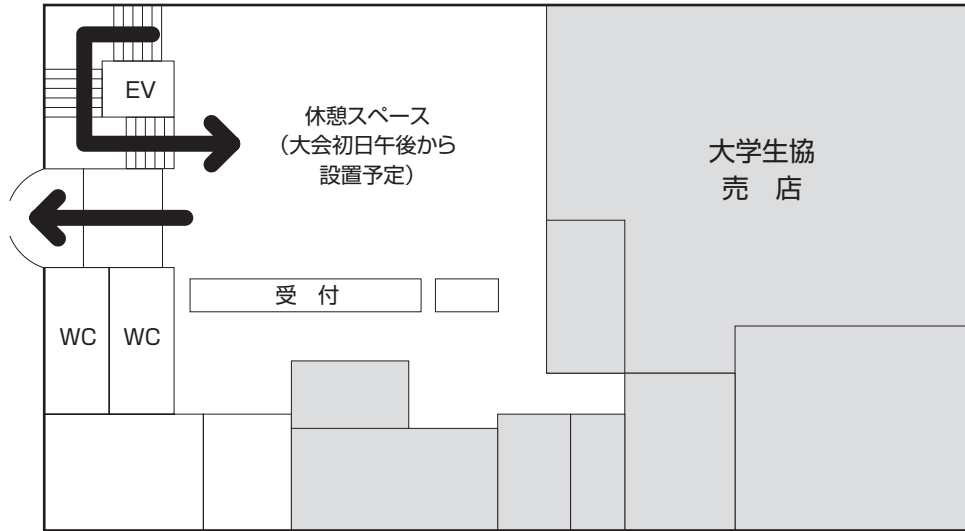 EV
休憩スペース
（大会初日午後から
設置予定）
大学生協
売　店
受　付
WC
WC